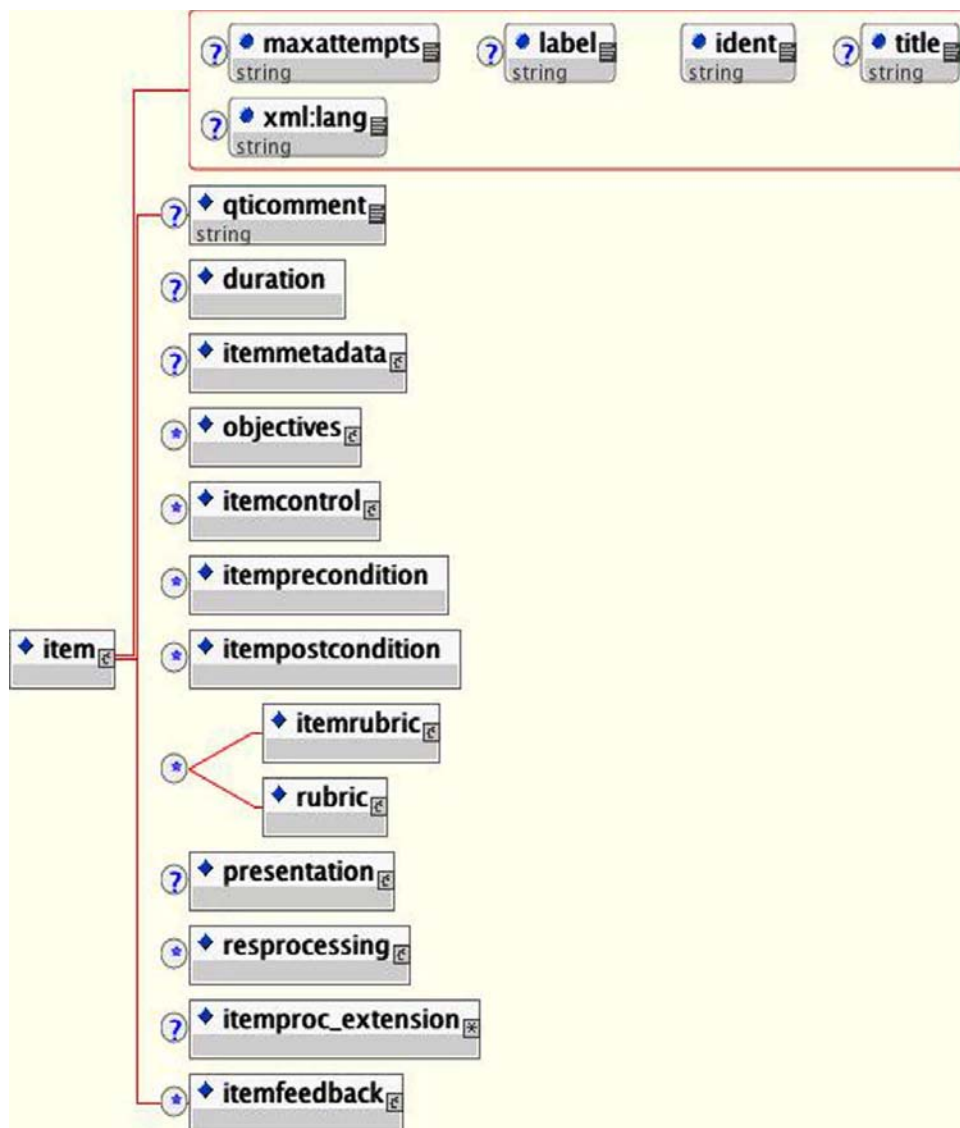 ? maxattempts ? label ident ? title
string string string string
? xml:lang
string
? qticomment
string
? duration
? itemmetadata
* objectives
* itemcontrol
* itemprecondition
item * itempostcondition
itemrubric
*
rubric
? presentation
* resprocessing
? itemproc_extension *
* itemfeedback